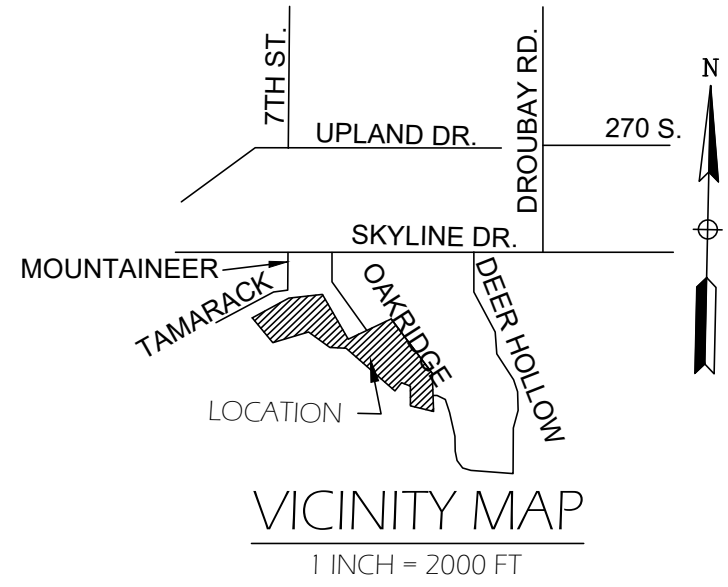 7TH ST.
DROUBAY RD.
N
UPLAND DR.
270 S.
SKYLINE DR.
MOUNTAINEER
TAMARACK
OAKRIDGE
DEER HOLLOW
LOCATION
VICINITY MAP
1 INCH = 2000 FT